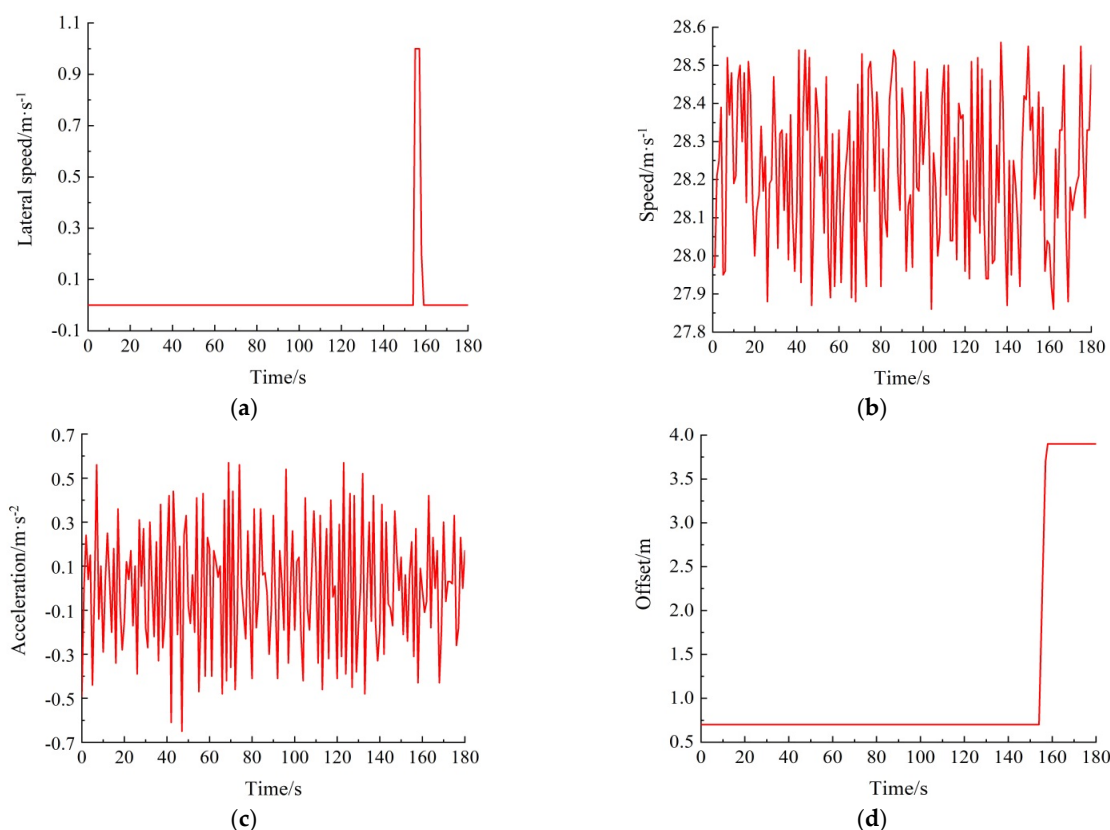 Lateral speed/m·s⁻¹
1.1
0.9
0.7
0.5
0.3
0.1
-0.1
0 20 40 60 80 100 120 140 160 180
Time/s
(a)
Speed/m·s⁻¹
28.6
28.5
28.4
28.3
28.2
28.1
28.0
27.9
27.8
0 20 40 60 80 100 120 140 160 180
Time/s
(b)
Acceleration/m·s⁻²
0.7
0.5
0.3
0.1
-0.1
-0.3
-0.5
-0.7
0 20 40 60 80 100 120 140 160 180
Time/s
(c)
Offset/m
4.0
3.5
3.0
2.5
2.0
1.5
1.0
0.5
0 20 40 60 80 100 120 140 160 180
Time/s
(d)